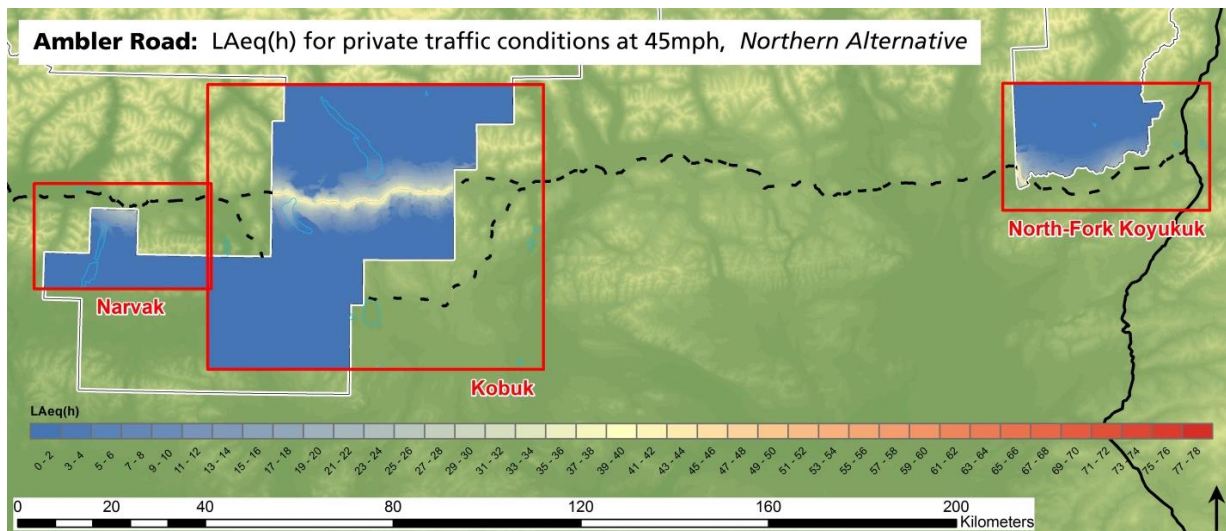 Ambler Road: LAeq(h) for private traffic conditions at 45mph, Northern Alternative
North-Fork Koyukuk
Narvak
Kobuk
LAeq(h)
0 - 2
3 - 4
5 - 6
7 - 8
9 - 10
11 - 12
13 - 14
15 - 16
17 - 18
19 - 20
21 - 22
23 - 24
25 - 26
27 - 28
29 - 30
31 - 32
33 - 34
35 - 36
37 - 38
39 - 40
41 - 42
43 - 44
45 - 46
47 - 48
49 - 50
51 - 52
53 - 54
55 - 56
57 - 58
59 - 60
61 - 62
63 - 64
65 - 66
67 - 68
69 - 70
71 - 72
73 - 74
75 - 76
77 - 78
0 20 40 80 120 160 200
Kilometers